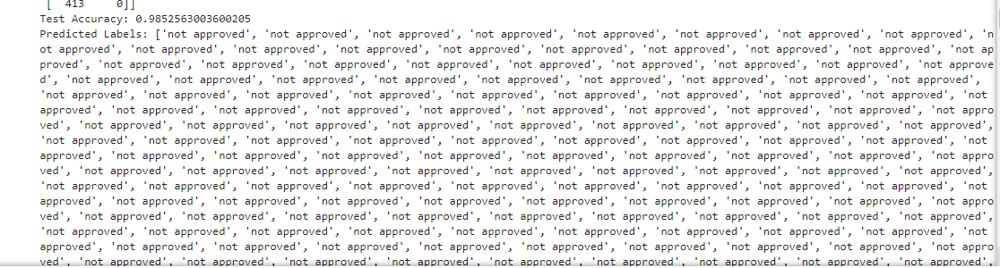 [  413     0]]
Test Accuracy: 0.9852563003600205
Predicted Labels: ['not approved', 'not approved', 'not approved', 'not approved', 'not approved', 'not approved', 'not approved', 'not approved', 'n
ot approved', 'not approved', 'not approved', 'not approved', 'not approved', 'not approved', 'not approved', 'not approved', 'not approved', 'not ap
proved', 'not approved', 'not approved', 'not approved', 'not approved', 'not approved', 'not approved', 'not approved', 'not approved', 'not approve
d', 'not approved', 'not approved', 'not approved', 'not approved', 'not approved', 'not approved', 'not approved', 'not approved', 'not approved',
'not approved', 'not approved', 'not approved', 'not approved', 'not approved', 'not approved', 'not approved', 'not approved', 'not approved', 'not
approved', 'not approved', 'not approved', 'not approved', 'not approved', 'not approved', 'not approved', 'not approved', 'not approved', 'not appro
ved', 'not approved', 'not approved', 'not approved', 'not approved', 'not approved', 'not approved', 'not approved', 'not approved', 'not approved',
'not approved', 'not approved', 'not approved', 'not approved', 'not approved', 'not approved', 'not approved', 'not approved', 'not approved', 'not
approved', 'not approved', 'not approved', 'not approved', 'not approved', 'not approved', 'not approved', 'not approved', 'not approved', 'not appro
ved', 'not approved', 'not approved', 'not approved', 'not approved', 'not approved', 'not approved', 'not approved', 'not approved', 'not approved',
'not approved', 'not approved', 'not approved', 'not approved', 'not approved', 'not approved', 'not approved', 'not approved', 'not approved', 'not
approved', 'not approved', 'not approved', 'not approved', 'not approved', 'not approved', 'not approved', 'not approved', 'not approved', 'not appro
ved', 'not approved', 'not approved', 'not approved', 'not approved', 'not approved', 'not approved', 'not approved', 'not approved', 'not approved',
'not approved', 'not approved', 'not approved', 'not approved', 'not approved', 'not approved', 'not approved', 'not approved', 'not approved', 'not
approved', 'not approved', 'not approved', 'not approved', 'not approved', 'not approved', 'not approved', 'not approved', 'not approved', 'not appro
ved', 'not approved', 'not approved', 'not approved', 'not approved', 'not approved', 'not approved', 'not approved', 'not approved', 'not approved',